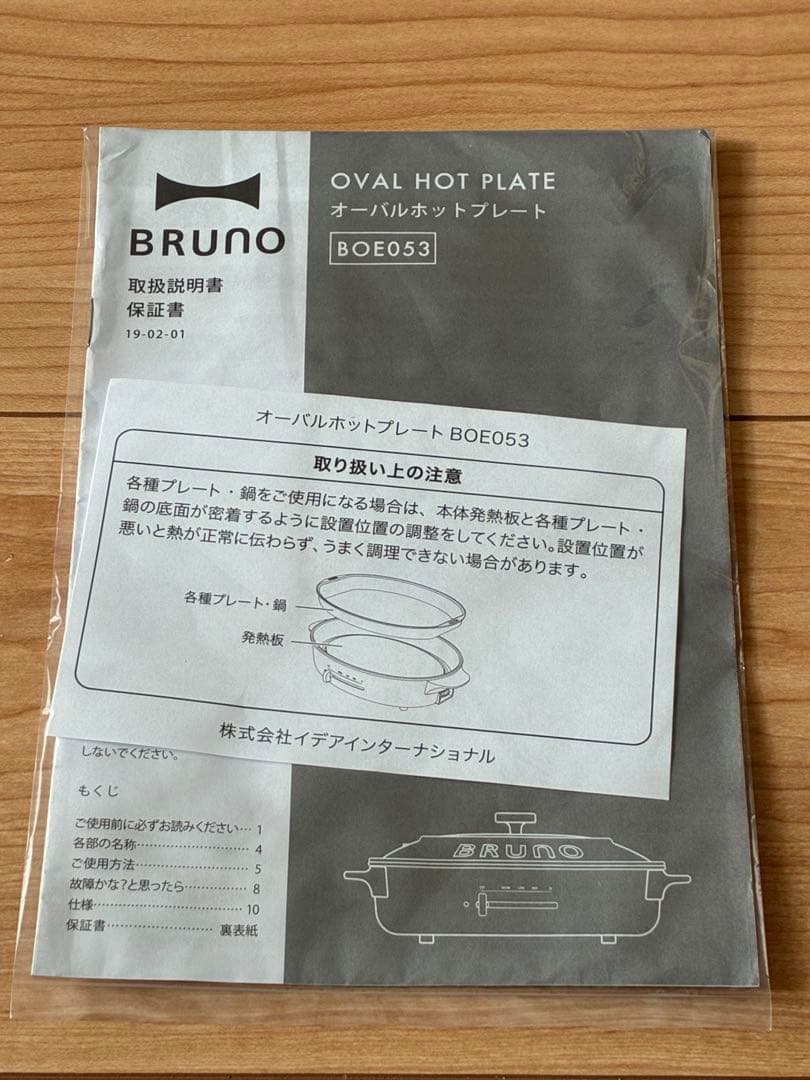 BRUNO
取扱説明書
保証書
19-02-01
OVAL HOT PLATE
オーバルホットプレート
BOE053
オーバルホットプレート BOE053
取り扱い上の注意
各種プレート・鍋をご使用になる場合は、本体発熱板と各種プレート・
鍋の底面が密着するように設置位置の調整をしてください。設置位置が
悪いと熱が正常に伝わらず、うまく調理できない場合があります。
各種プレート・鍋
発熱板
株式会社イデアインターナショナル
しないでください。
もくじ
ご使用前に必ずお読みください… 1
各部の名称…………………… 4
ご使用方法…………………… 5
故障かな?と思ったら………… 8
仕様…………………………… 10
保証書………………… 裏表紙
BRUNO